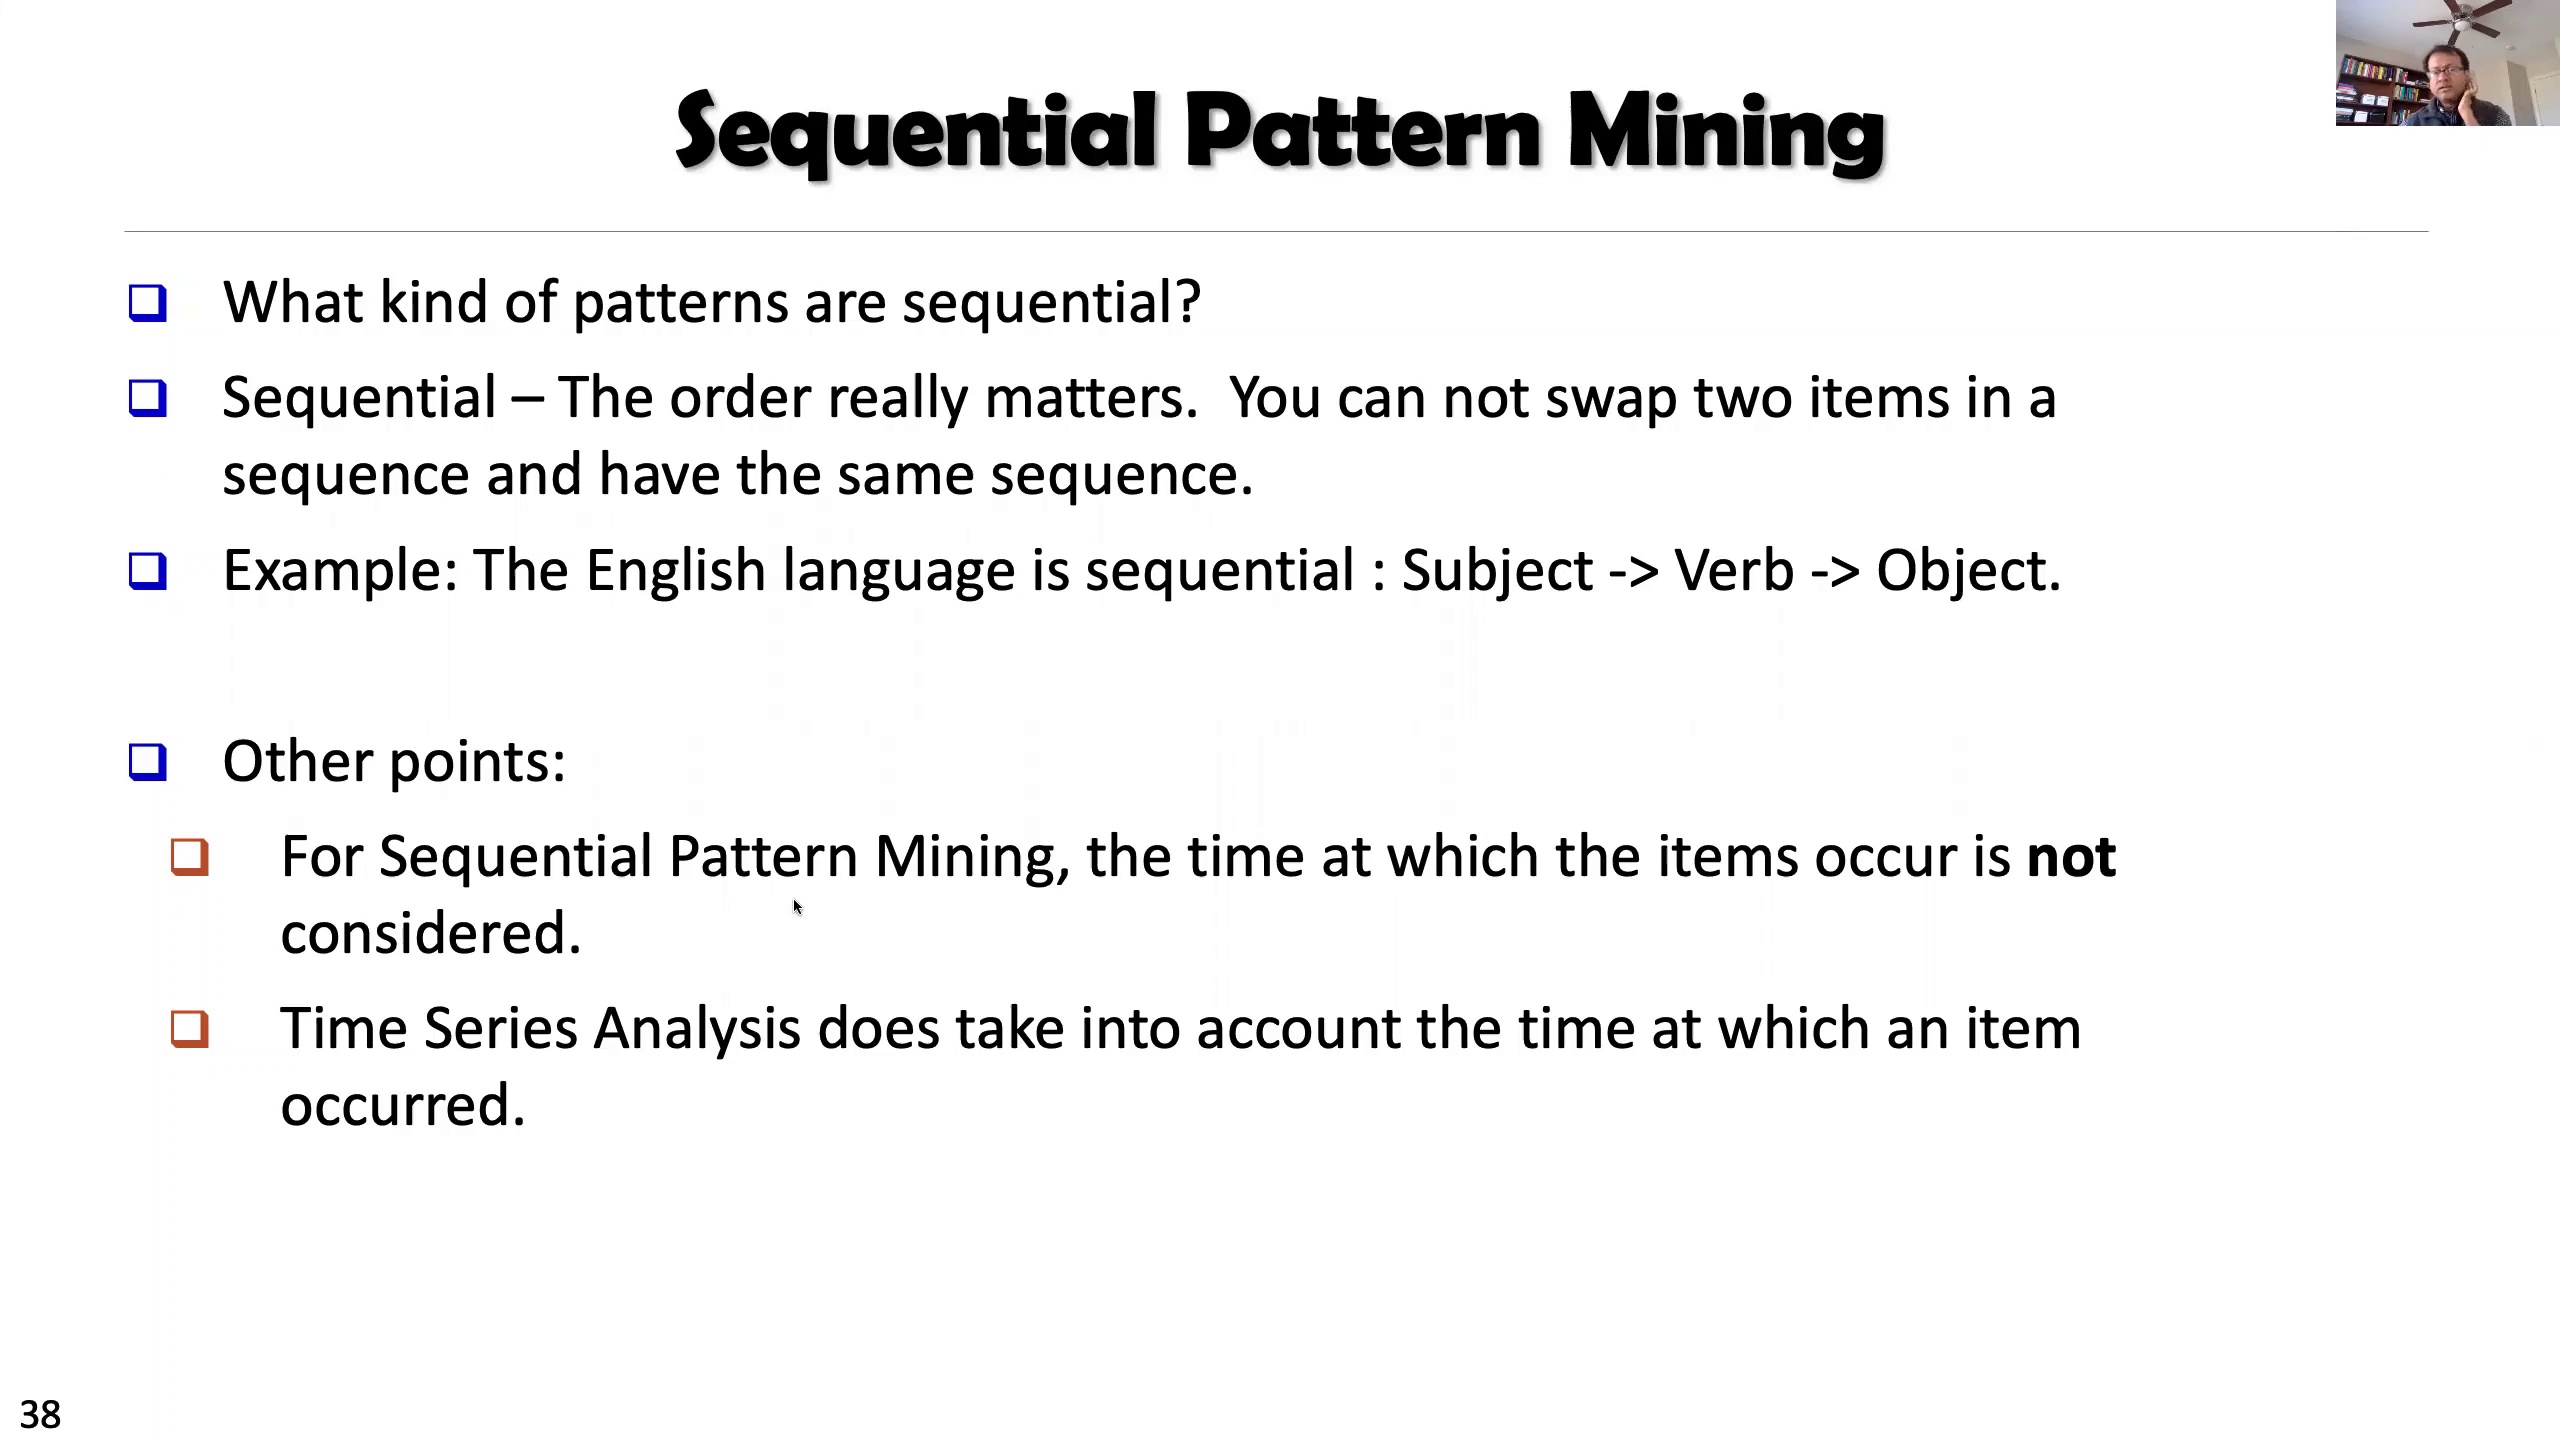 Sequential Pattern Mining
What kind of patterns are sequential?
Sequential – The order really matters.  You can not swap two items in a
sequence and have the same sequence.
Example: The English language is sequential : Subject -> Verb -> Object.
Other points:
For Sequential Pattern Mining, the time at which the items occur is not
considered.
Time Series Analysis does take into account the time at which an item
occurred.
38